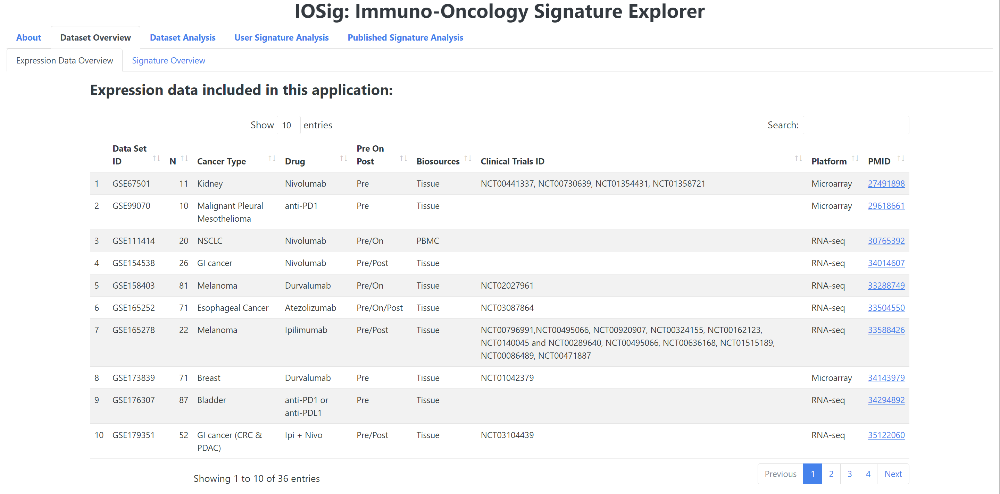 IOSig: Immuno-Oncology Signature Explorer
About Dataset Overview Dataset Analysis User Signature Analysis Published Signature Analysis
Expression Data Overview Signature Overview
Expression data included in this application:
Show 10 entries Search:
Data Set ID N Cancer Type Drug Pre On Post Biosources Clinical Trials ID Platform PMID
1 GSE67501 11 Kidney Nivolumab Pre Tissue NCT00441337, NCT00730639, NCT01354431, NCT01358721 Microarray 27491898
2 GSE99070 10 Malignant Pleural Mesothelioma anti-PD1 Pre Tissue Microarray 29618661
3 GSE111414 20 NSCLC Nivolumab Pre/On PBMC RNA-seq 30765392
4 GSE154538 26 GI cancer Nivolumab Pre/Post Tissue RNA-seq 34014607
5 GSE158403 81 Melanoma Durvalumab Pre/On Tissue NCT02027961 RNA-seq 33288749
6 GSE165252 71 Esophageal Cancer Atezolizumab Pre/On/Post Tissue NCT03087864 RNA-seq 33504550
7 GSE165278 22 Melanoma Ipilimumab Pre/Post Tissue NCT00796991,NCT00495066, NCT00920907, NCT00324155, NCT00162123, RNA-seq 33588426
NCT0140045 and NCT00289640, NCT00495066, NCT00636168, NCT01515189,
NCT00086489, NCT00471887
8 GSE173839 71 Breast Durvalumab Pre Tissue NCT01042379 Microarray 34143979
9 GSE176307 87 Bladder anti-PD1 or anti-PDL1 Pre Tissue RNA-seq 34294892
10 GSE179351 52 GI cancer (CRC & PDAC) Ipi + Nivo Pre/Post Tissue NCT03104439 RNA-seq 35122060
Showing 1 to 10 of 36 entries Previous 1 2 3 4 Next